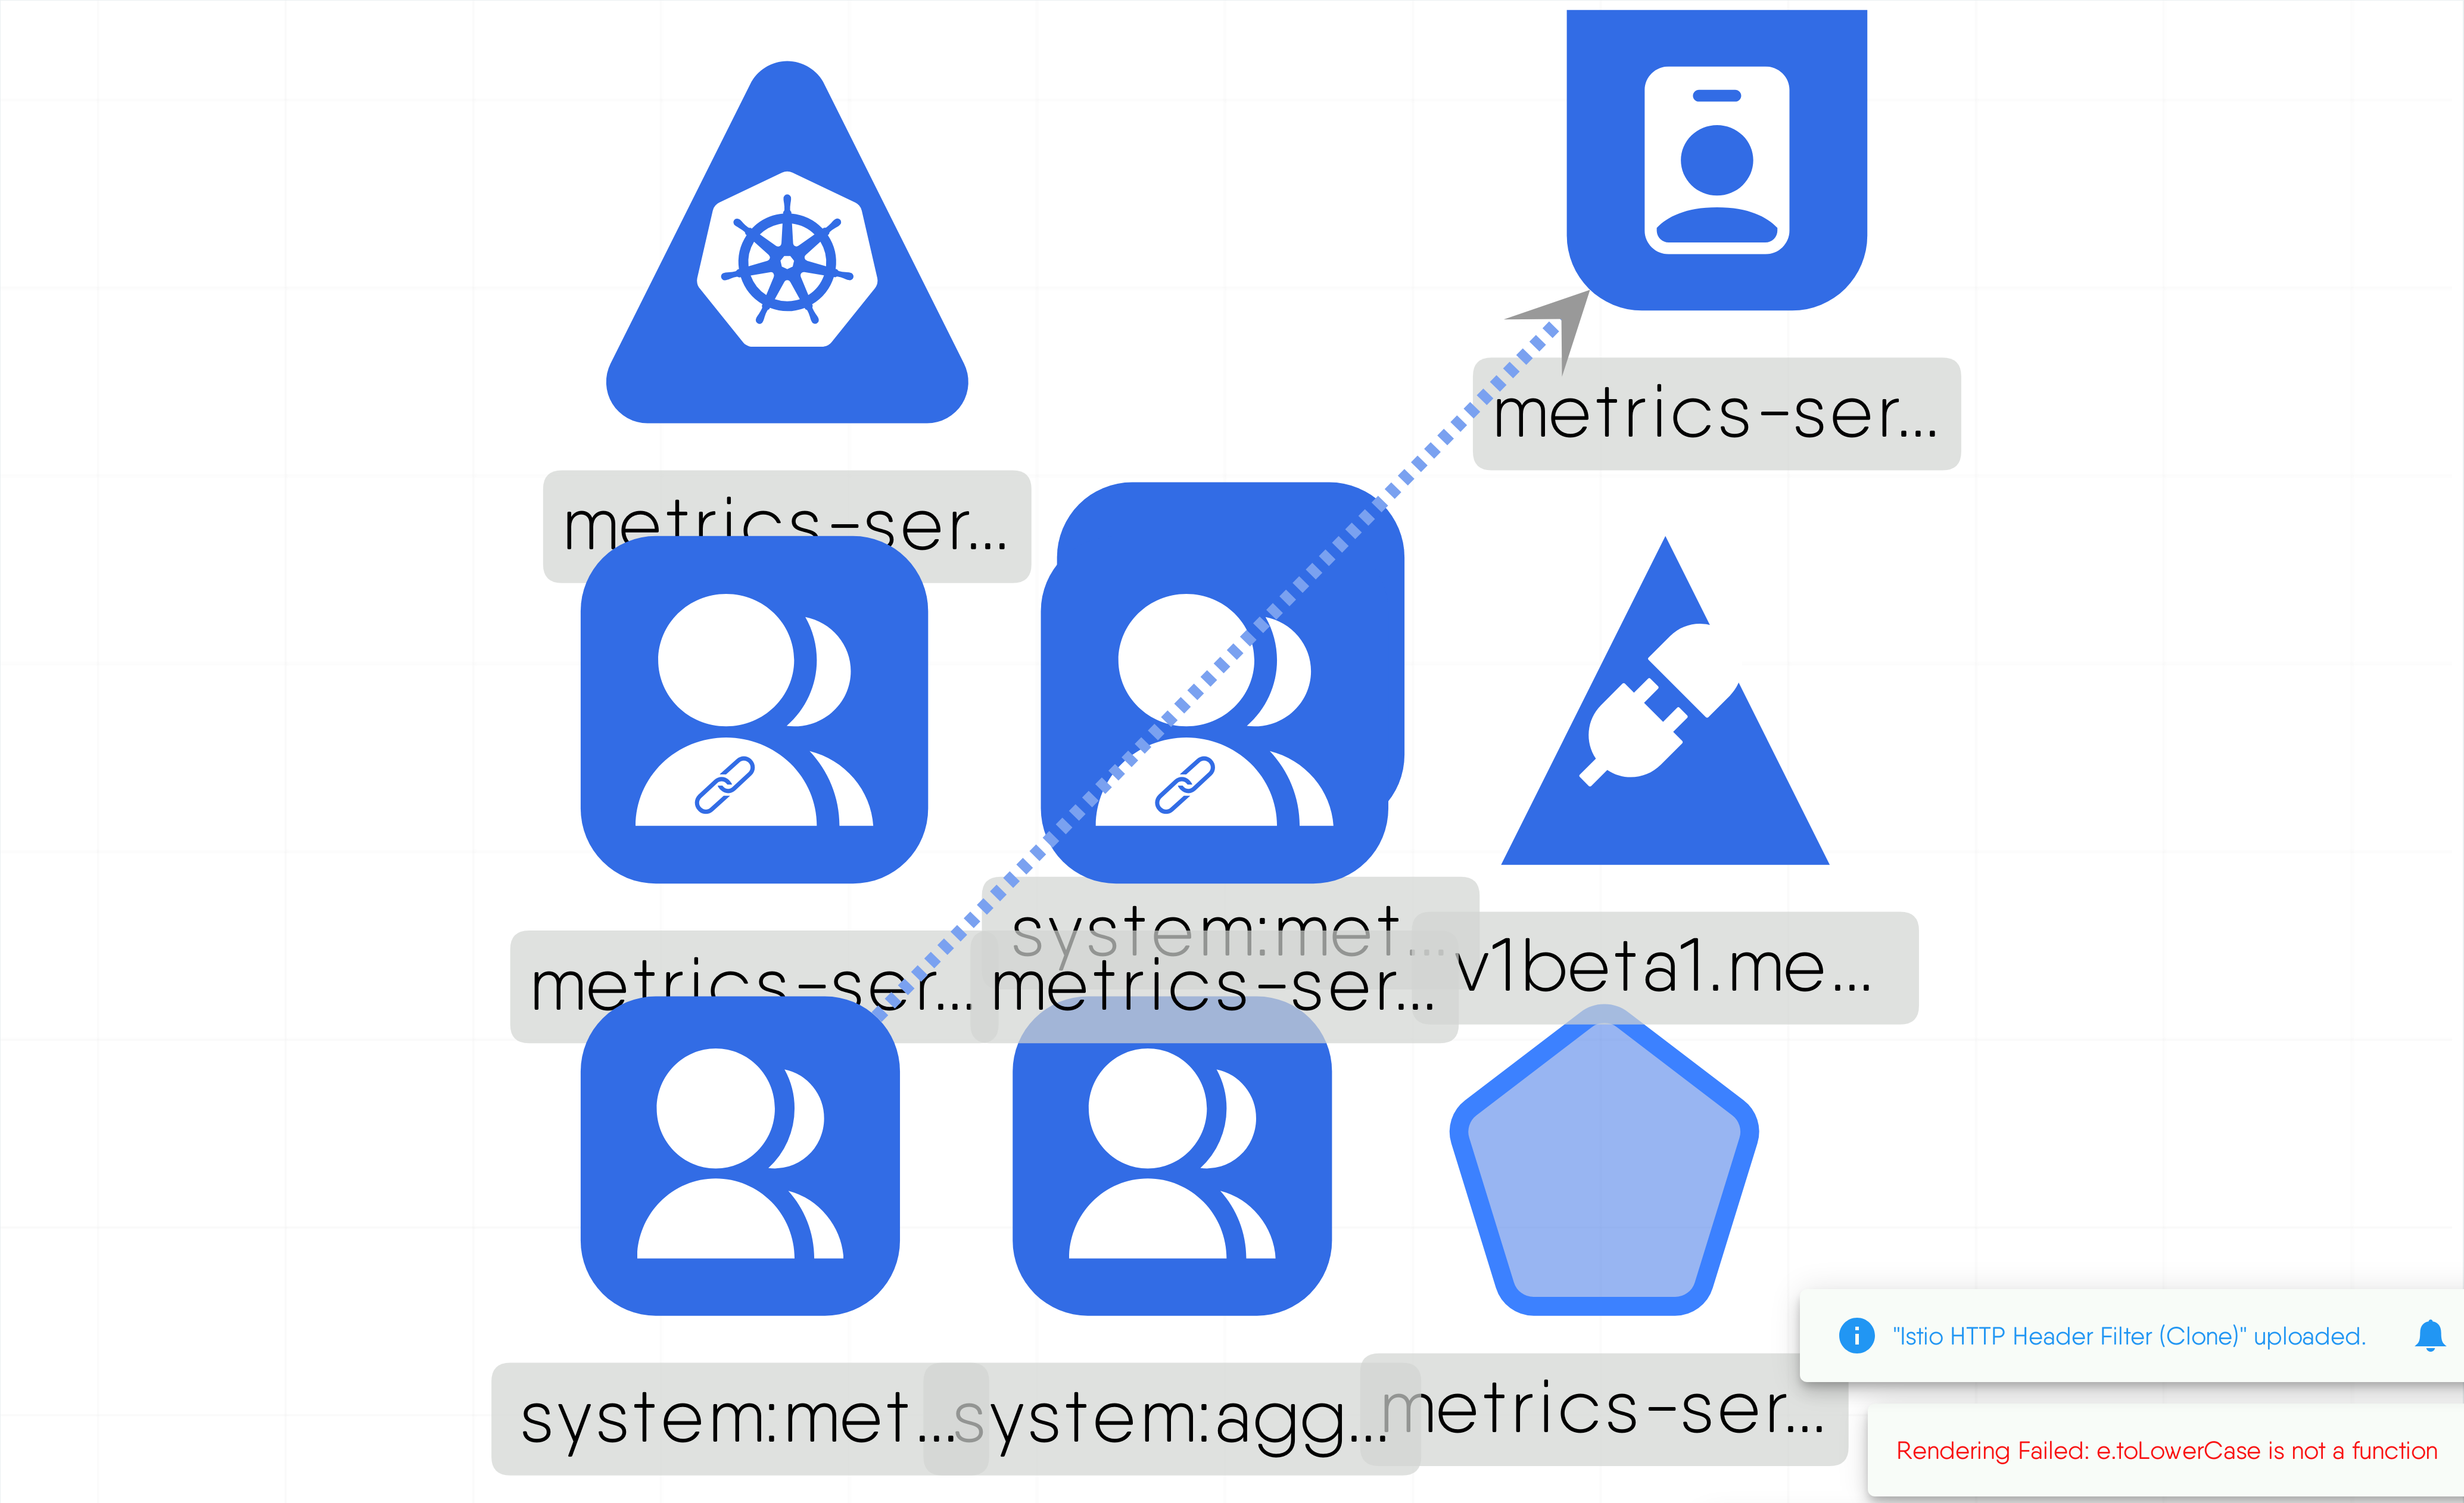 metrics-ser...
metrics-ser...
system:met...
metrics-ser...
metrics-ser...
v1beta1.me...
system:met...
system:agg...
metrics-ser...
"Istio HTTP Header Filter (Clone)" uploaded.
Rendering Failed: e.toLowerCase is not a function